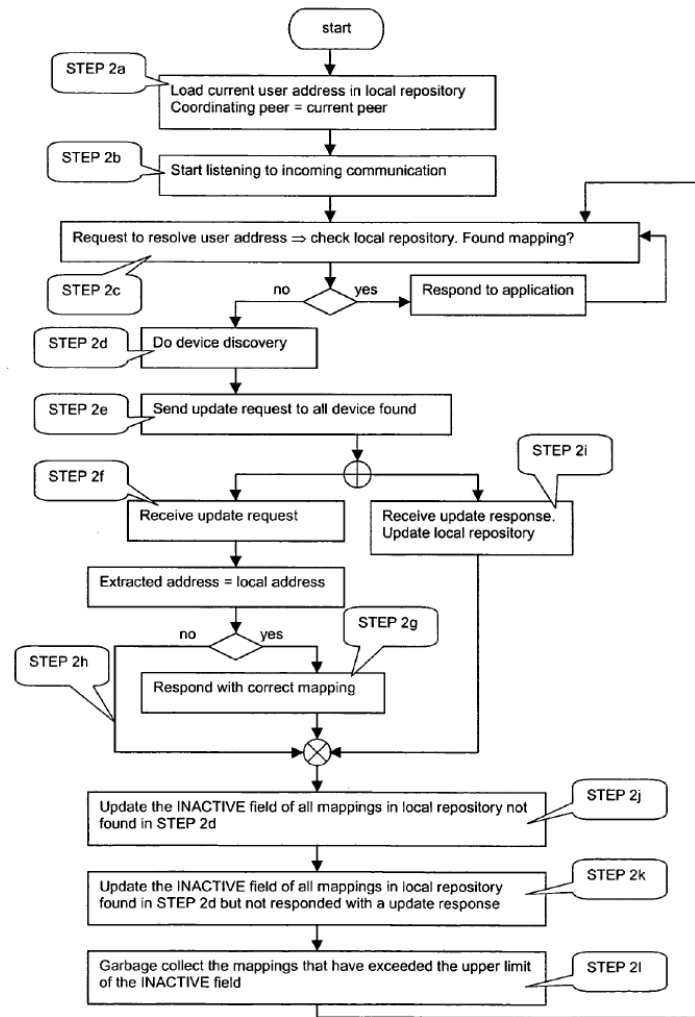 start
STEP 2a
Load current user address in local repository
Coordinating peer = current peer
STEP 2b
Start listening to incoming communication
Request to resolve user address ⇒ check local repository. Found mapping?
STEP 2c
no
yes
Respond to application
STEP 2d
Do device discovery
STEP 2e
Send update request to all device found
STEP 2f
STEP 2i
Receive update request
Receive update response.
Update local repository
Extracted address = local address
no
yes
STEP 2g
STEP 2h
Respond with correct mapping
Update the INACTIVE field of all mappings in local repository not
found in STEP 2d
STEP 2j
Update the INACTIVE field of all mappings in local repository
found in STEP 2d but not responded with a update response
STEP 2k
Garbage collect the mappings that have exceeded the upper limit
of the INACTIVE field
STEP 2l